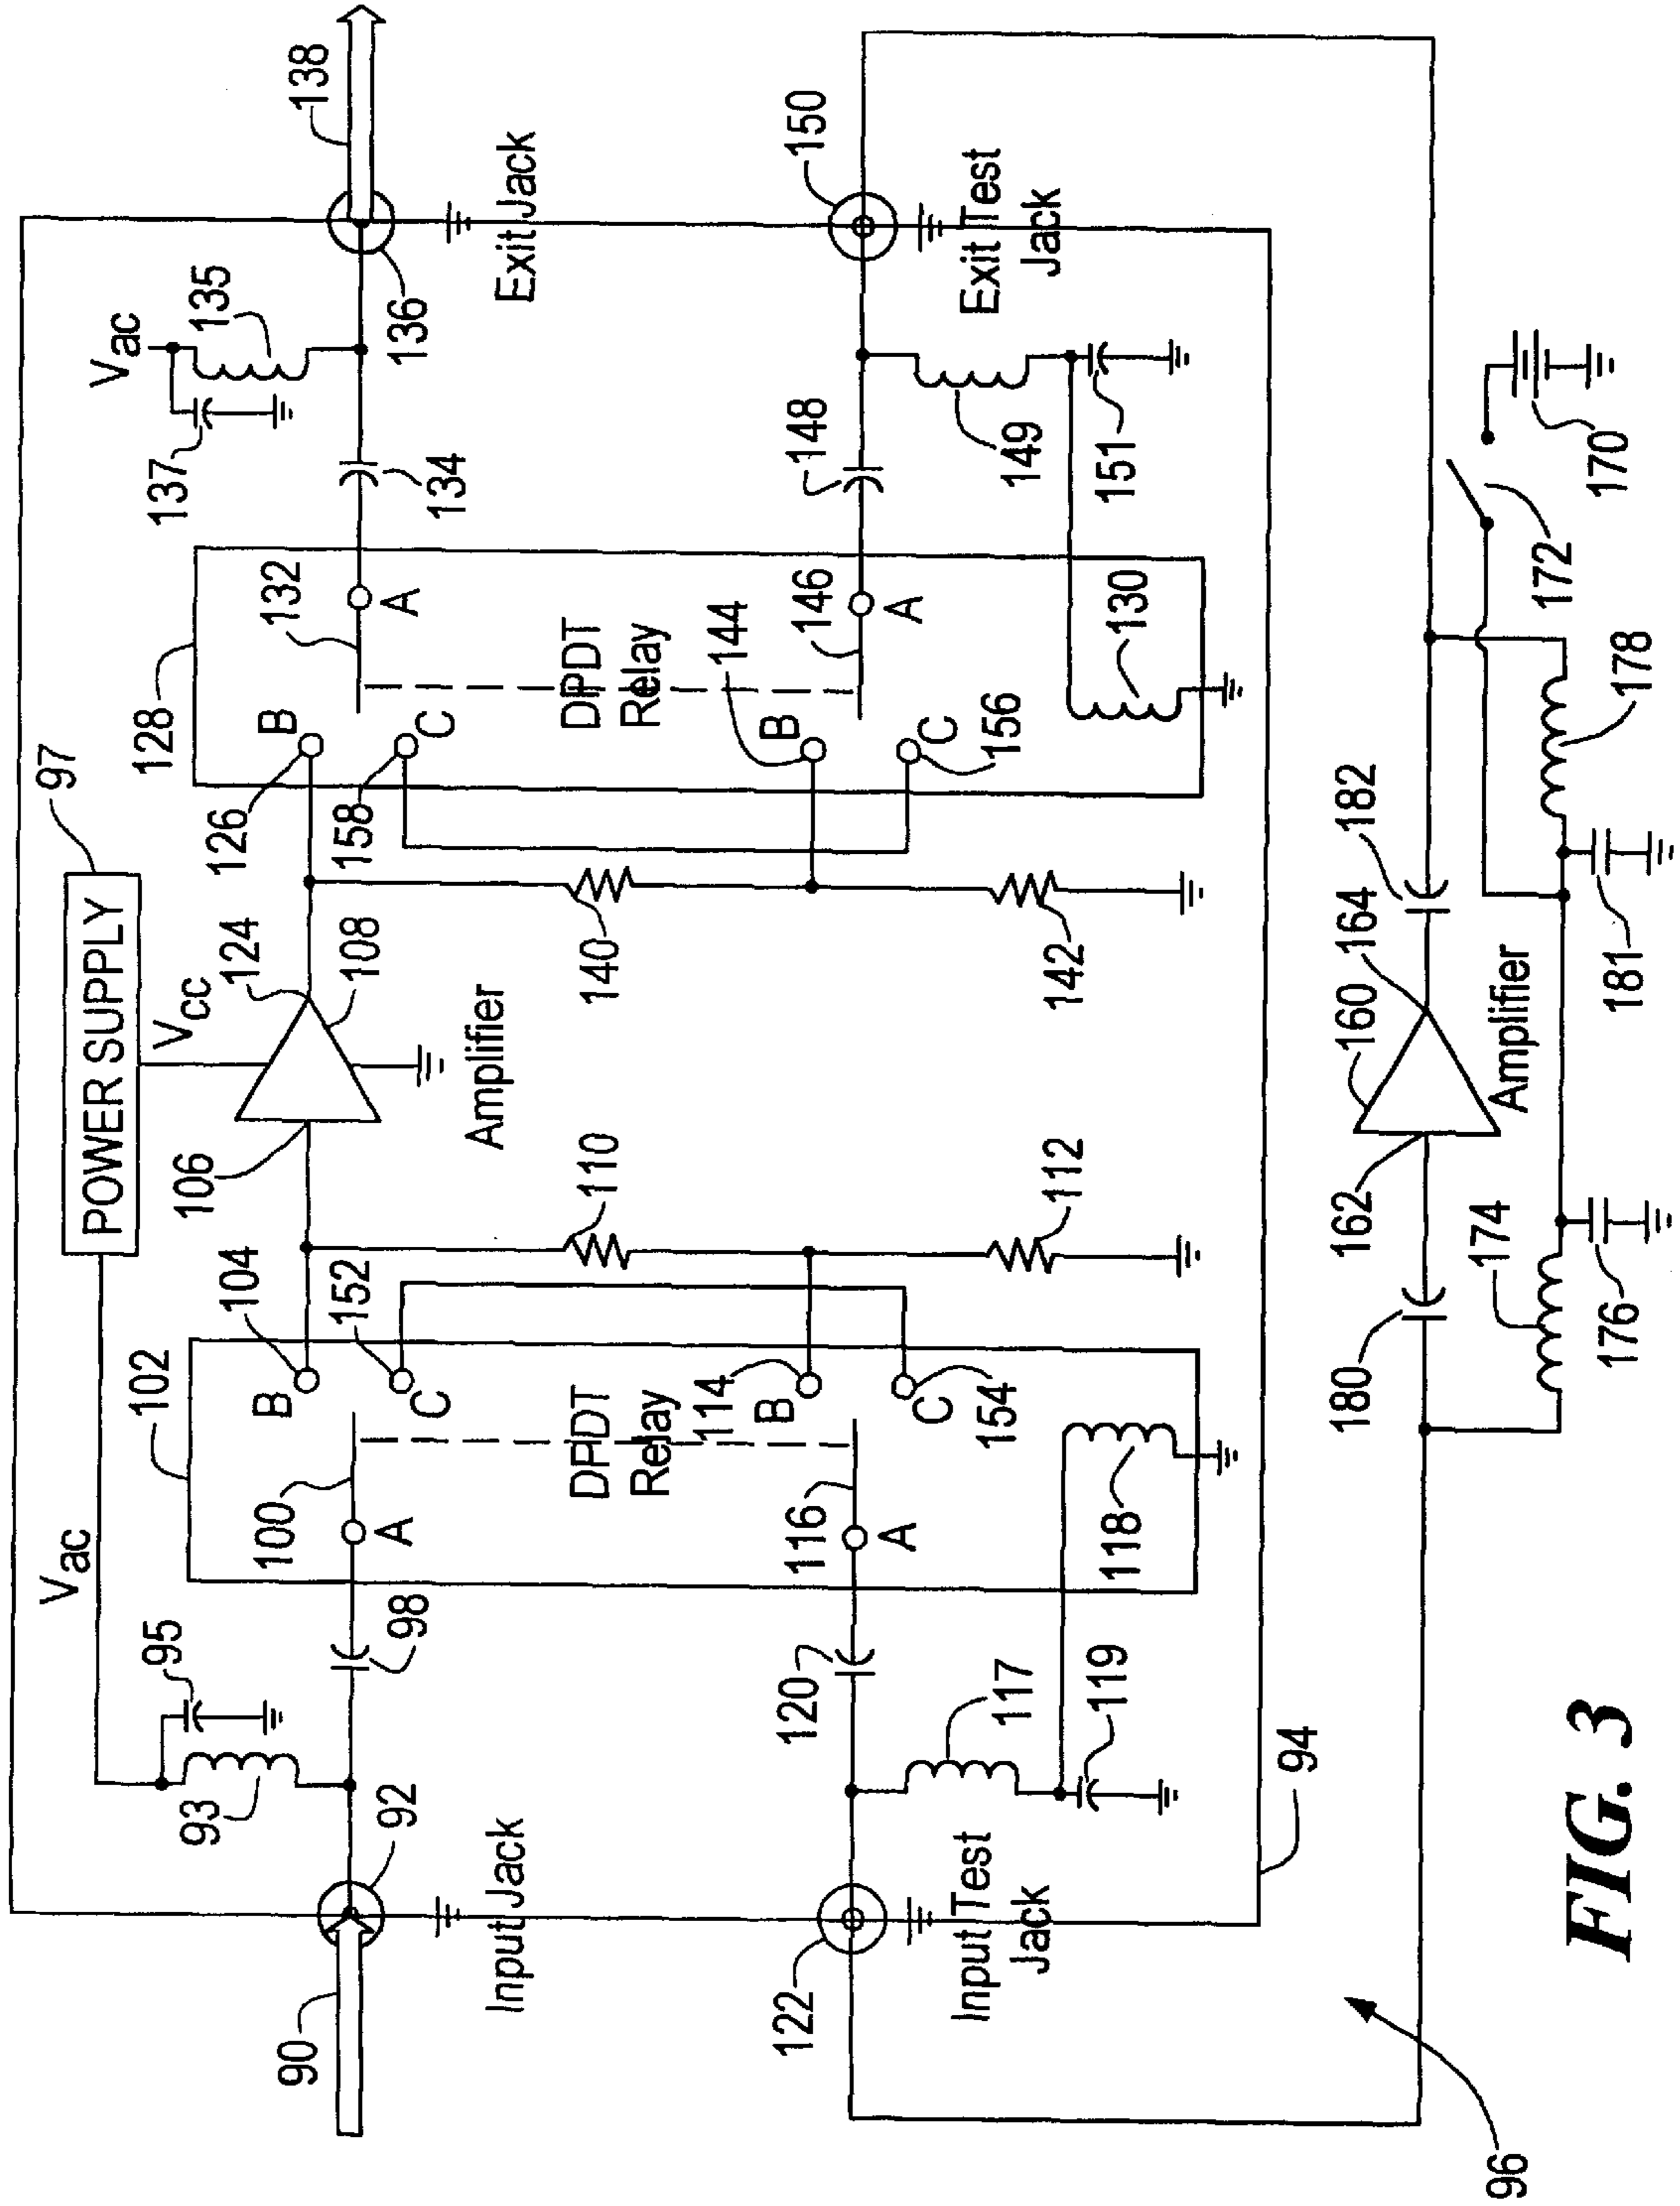 97
POWER SUPPLY
Vac
Vcc
Vac
138
95
93
102
104
106
124
108
126
128
137
135
90
92
98
100
A
B
152
C
B
158
C
132
A
134
136
Input Jack
DPDT
Relay
110
Amplifier
140
DPDT
Relay
Exit Jack
122
120
116
A
114
B
C
154
144
B
C
156
146
A
148
150
Input Test
Jack
117
119
118
112
142
130
149
151
Exit Test
Jack
94
180
162
160
164
182
Amplifier
172
170
96
176
174
181
178
FIG. 3